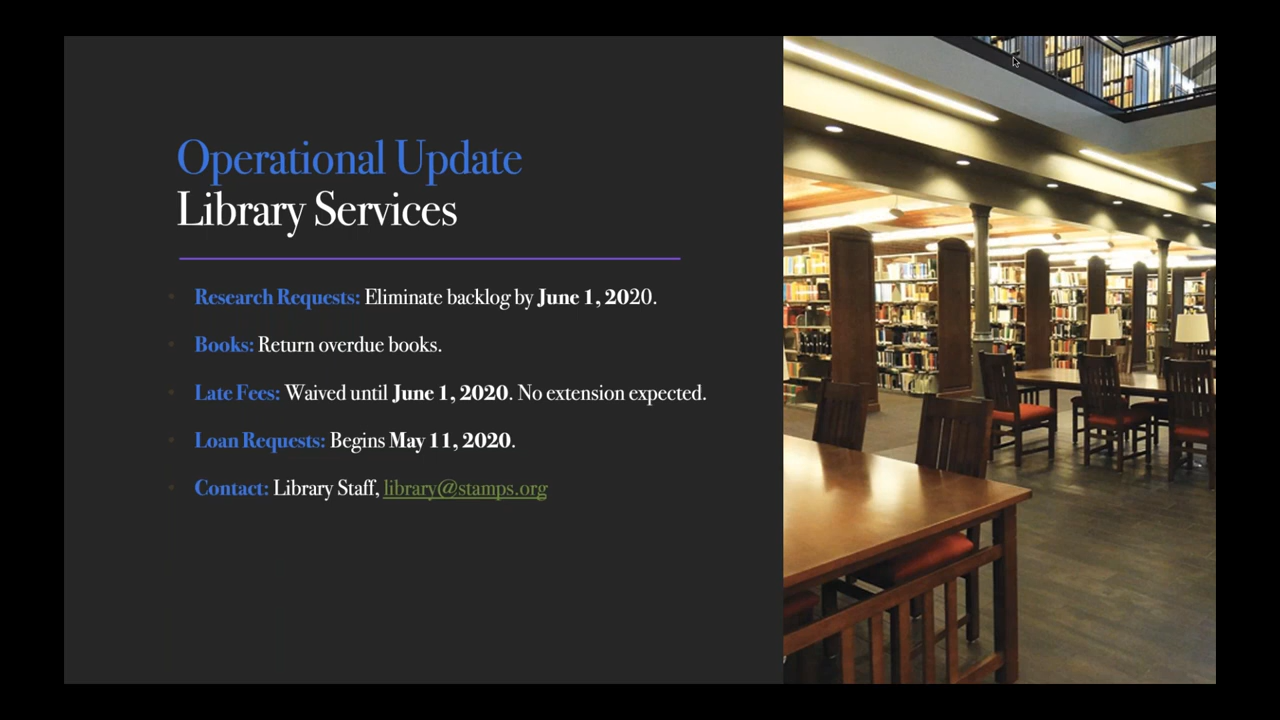 Operational Update
Library Services
Research Requests: Eliminate backlog by June 1, 2020.
Books: Return overdue books.
Late Fees: Waived until June 1, 2020. No extension expected.
Loan Requests: Begins May 11, 2020.
Contact: Library Staff, library@stamps.org